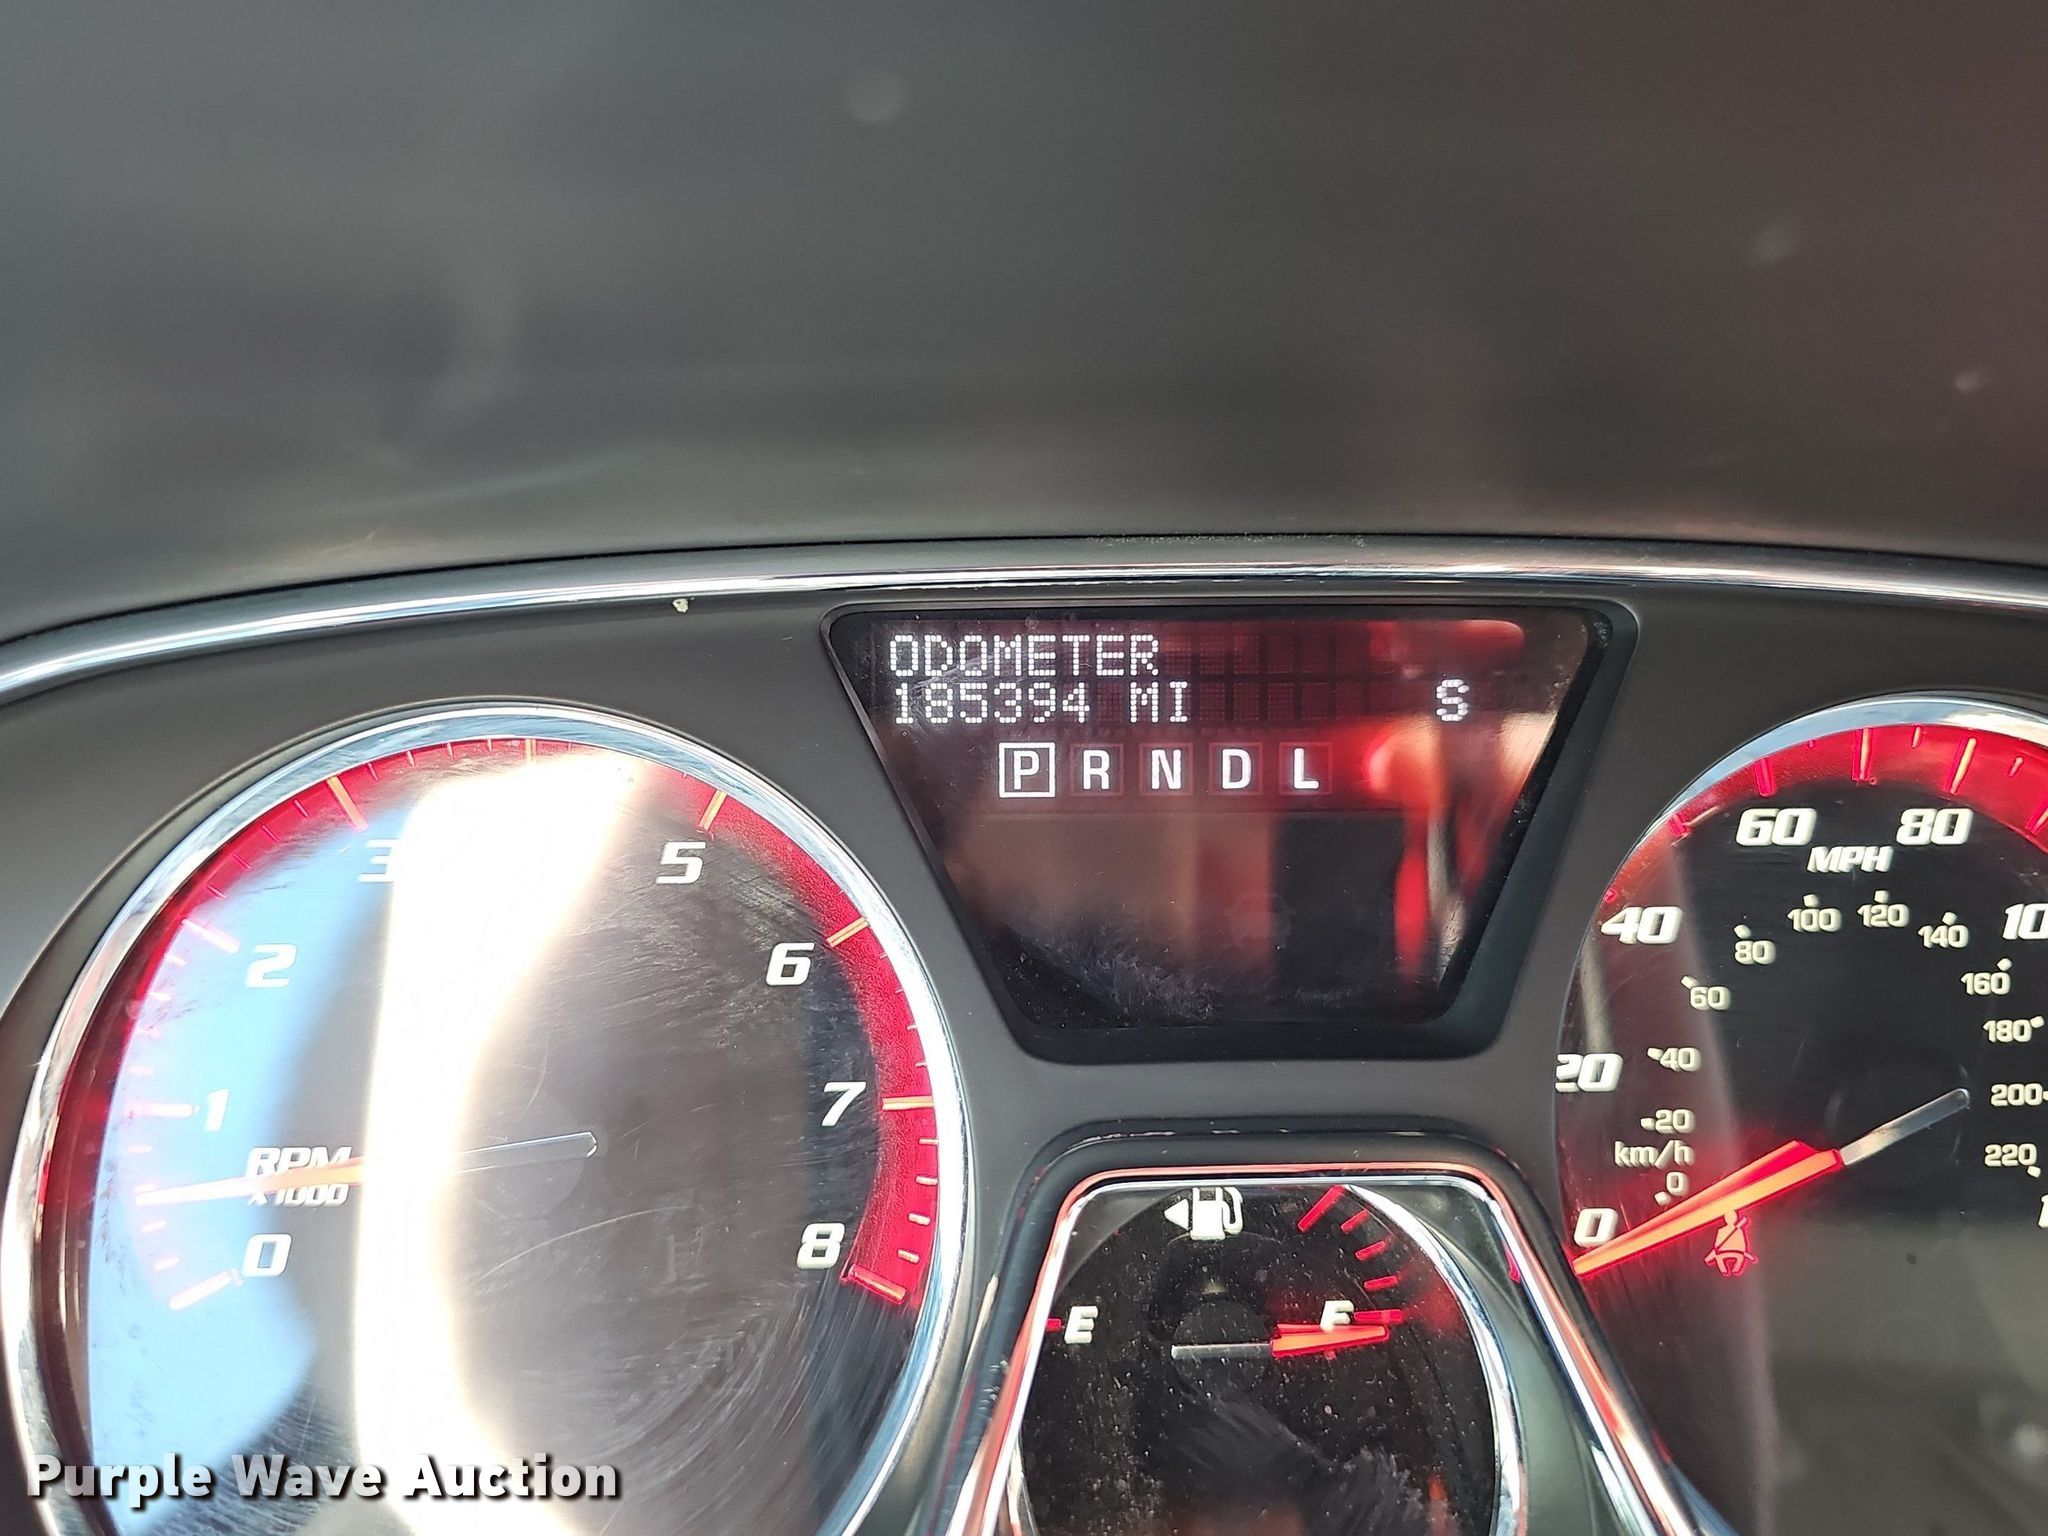 ODOMETER
185394 MI S
P R N D L
3 5
2 6
1 7
RPM
x1000
0 8
60 80
MPH
40 10
80 100 120 140
60 160
20 40 180
20 200
km/h 220
0
0
E F
Purple Wave Auction